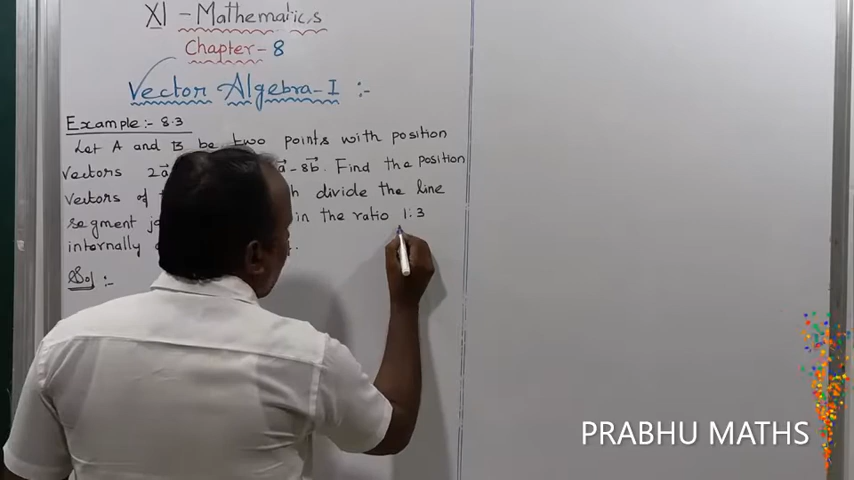 XI - Mathematics
Chapter - 8
Vector Algebra - I :-
Example :- 8.3
Let A and B be two points with position
vectors 2a⃗ a⃗ - 8b⃗. Find the position
vectors of divide the line
segment in the ratio 1:3
internally
Sol :-
PRABHU MATHS